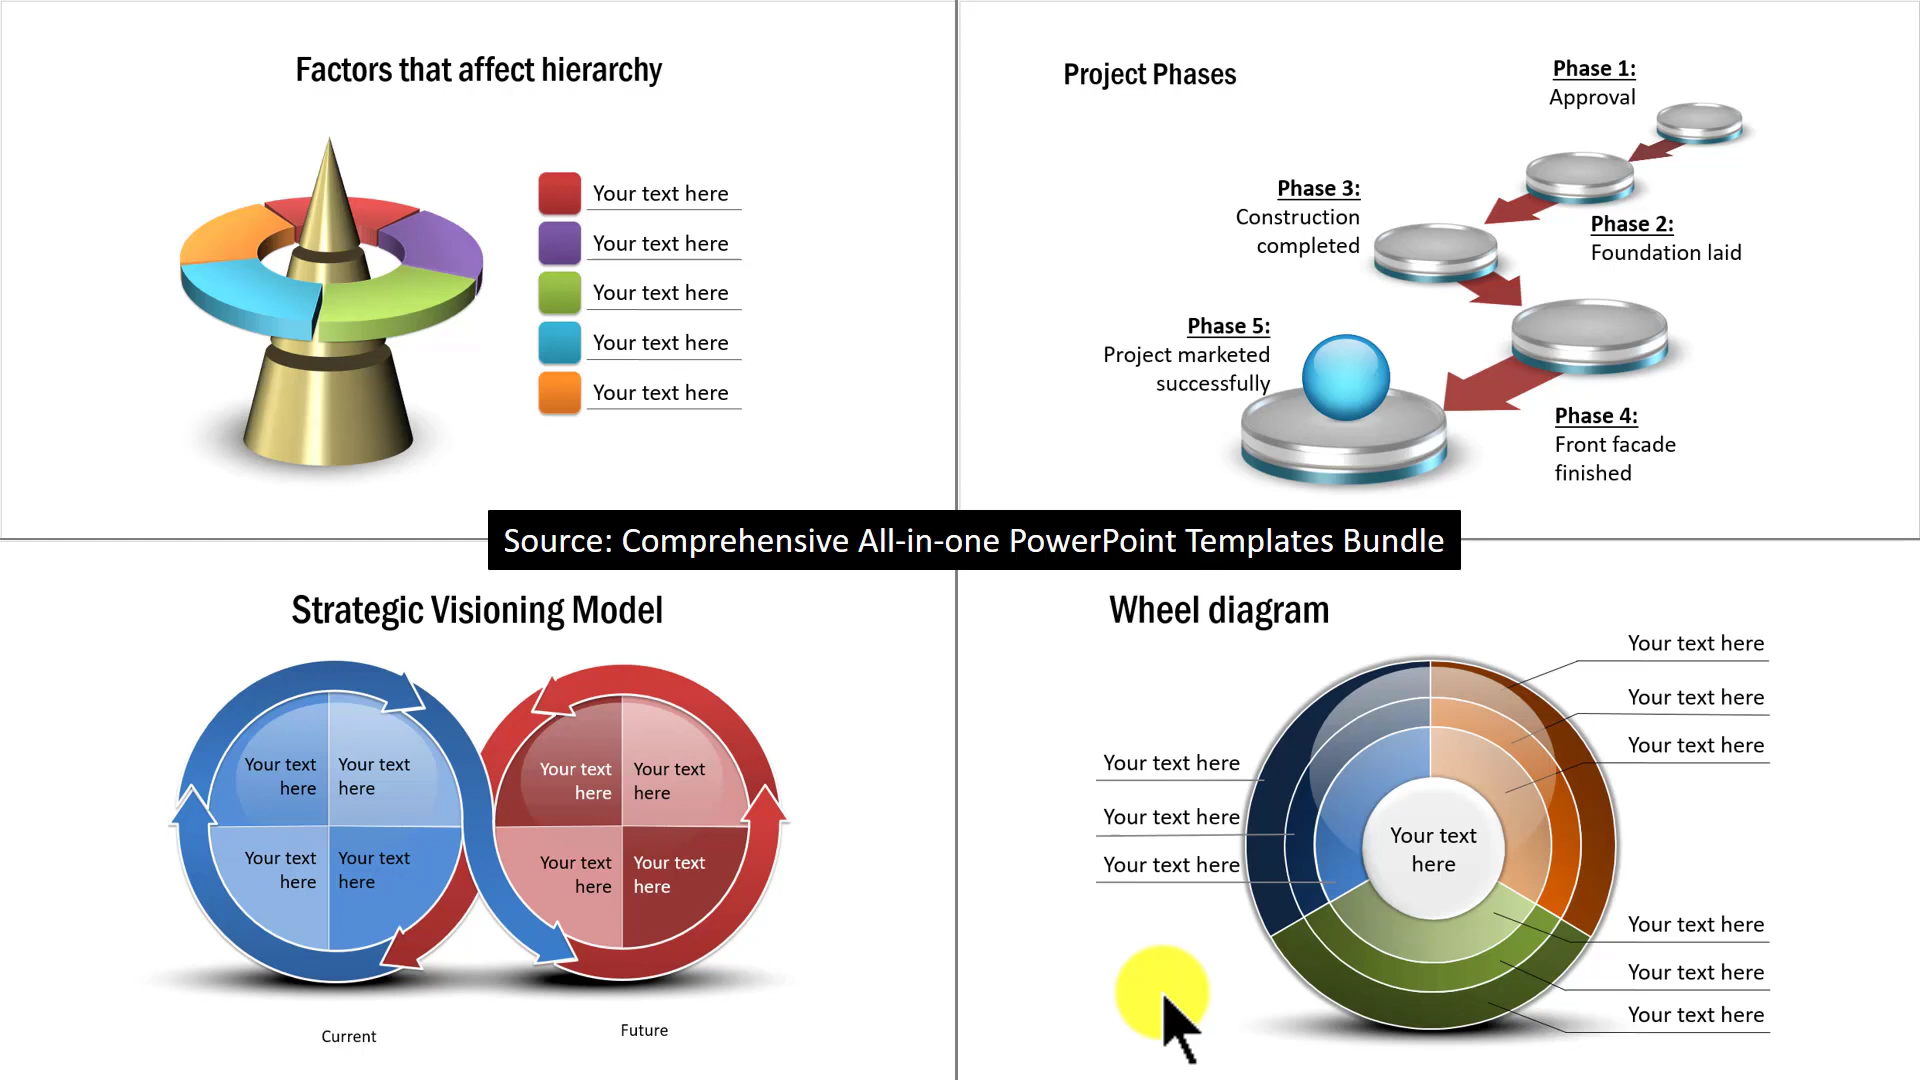 Factors that affect hierarchy
Your text here
Your text here
Your text here
Your text here
Your text here
Project Phases
Phase 1:
Approval
Phase 3:
Construction
completed
Phase 2:
Foundation laid
Phase 5:
Project marketed
successfully
Phase 4:
Front facade
finished
Source: Comprehensive All-in-one PowerPoint Templates Bundle
Strategic Visioning Model
Your text
here
Your text
here
Your text
here
Your text
here
Your text
here
Your text
here
Your text
here
Your text
here
Current
Future
Wheel diagram
Your text here
Your text here
Your text here
Your text here
Your text here
Your text here
Your text
here
Your text here
Your text here
Your text here